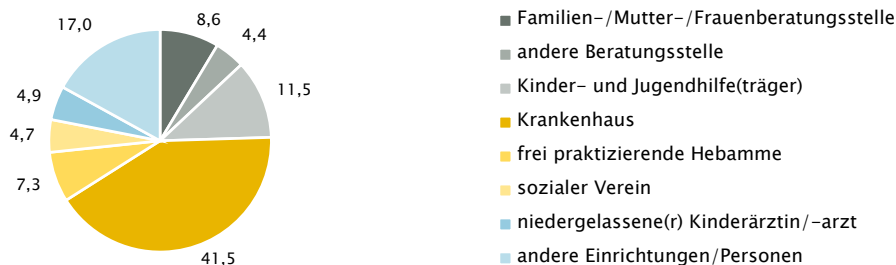 8,6
4,4
11,5
41,5
7,3
4,7
4,9
17,0
Familien-/Mutter-/Frauenberatungsstelle
andere Beratungsstelle
Kinder- und Jugendhilfe(träger)
Krankenhaus
frei praktizierende Hebamme
sozialer Verein
niedergelassene(r) Kinderärztin/-arzt
andere Einrichtungen/Personen